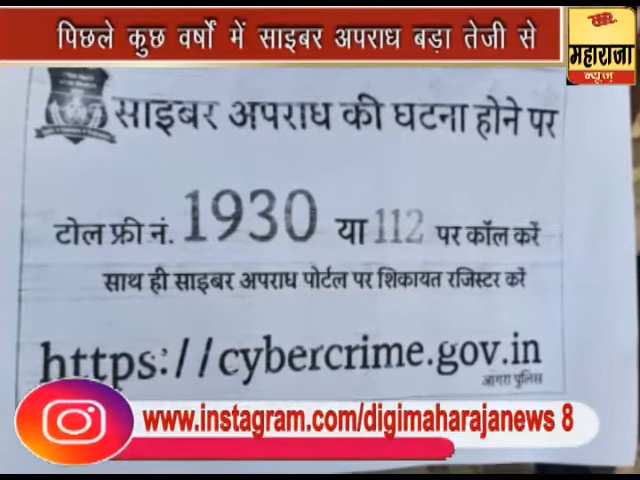 पिछले कुछ वर्षों में साइबर अपराध बड़ा तेजी से
खबर
महाराजा
न्यूज़
साइबर अपराध की घटना होने पर
टोल फ्री नं. 1930 या 112 पर कॉल करें
साथ ही साइबर अपराध पोर्टल पर शिकायत रजिस्टर करें
https://cybercrime.gov.in
आगरा पुलिस
www.instagram.com/digimaharajanews 8